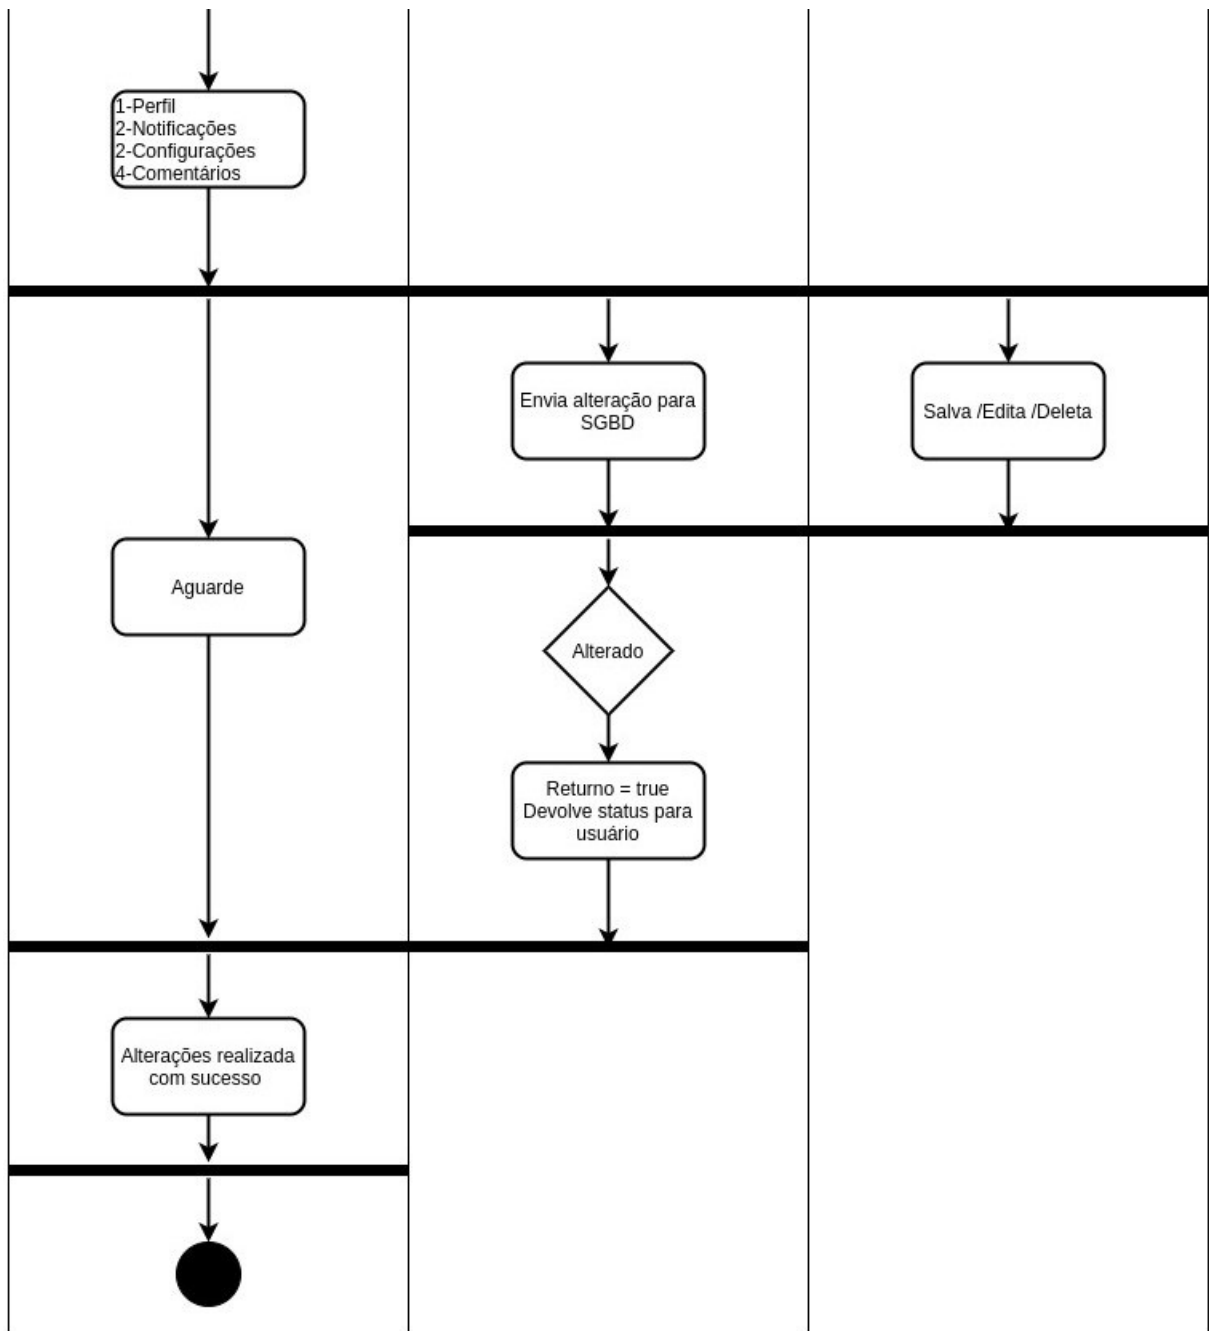 1-Perfil
2-Notificações
2-Configurações
4-Comentários
Envia alteração para
SGBD
Salva /Edita /Deleta
Aguarde
Alterado
Returno = true
Devolve status para
usuário
Alterações realizada
com sucesso